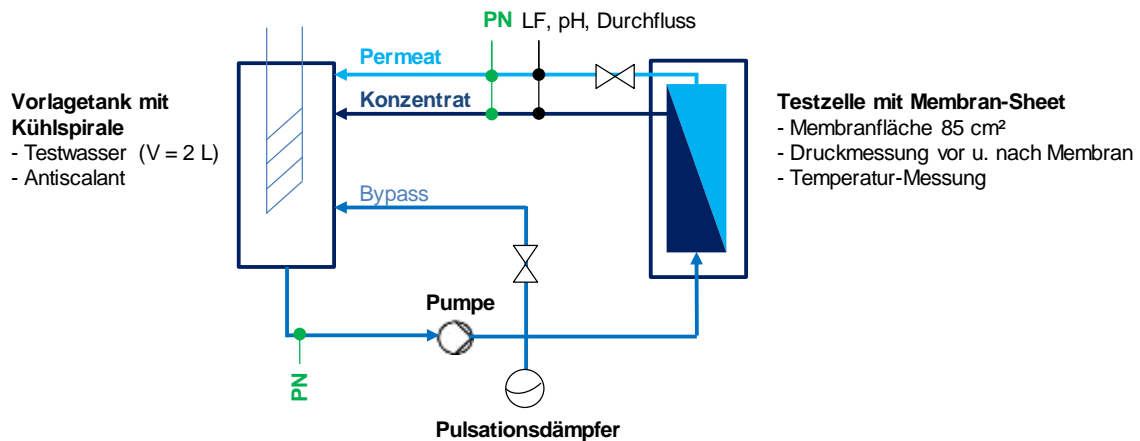 PN LF, pH, Durchfluss
Permeat
Konzentrat
Vorlagetank mit
Kühlspirale
- Testwasser (V = 2 L)
- Antiscalant
Testzelle mit Membran-Sheet
- Membranfläche 85 cm²
- Druckmessung vor u. nach Membran
- Temperatur-Messung
Bypass
Pumpe
PN
Pulsationsdämpfer